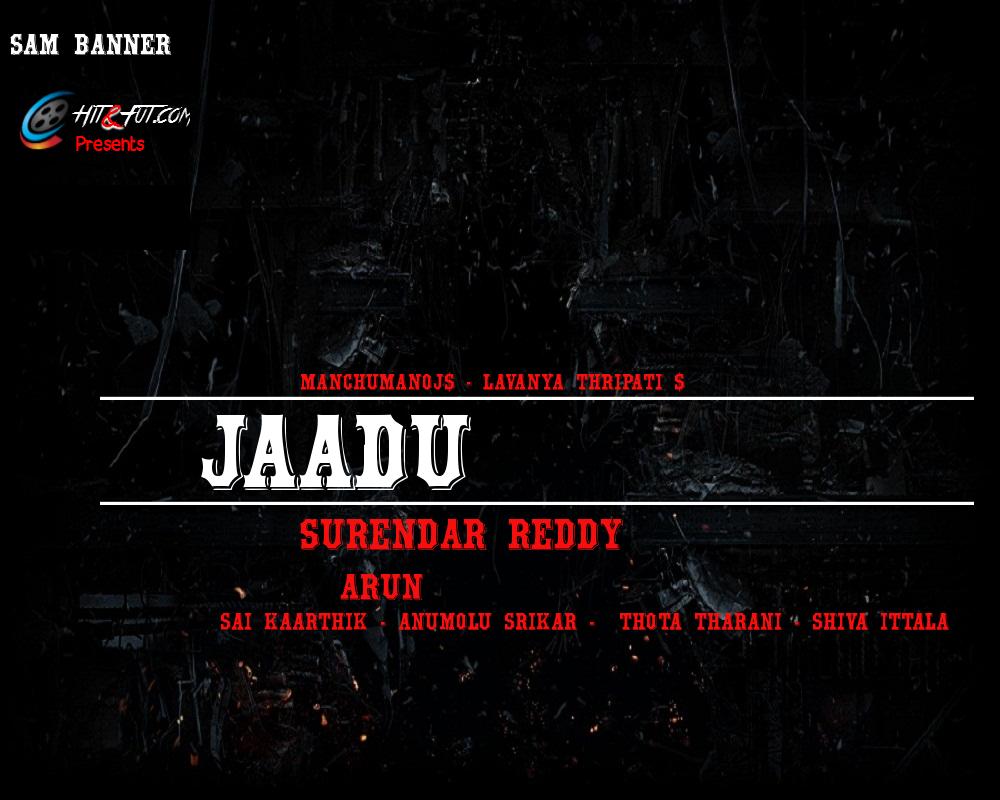 SAM BANNER
HIT&FUT.COM
Presents
MANCHUMANOJ$ - LAVANYA THRIPATI $
JAADU
SURENDAR REDDY
ARUN
SAI KAARTHIK - ANUMOLU SRIKAR - THOTA THARANI - SHIVA ITTALA